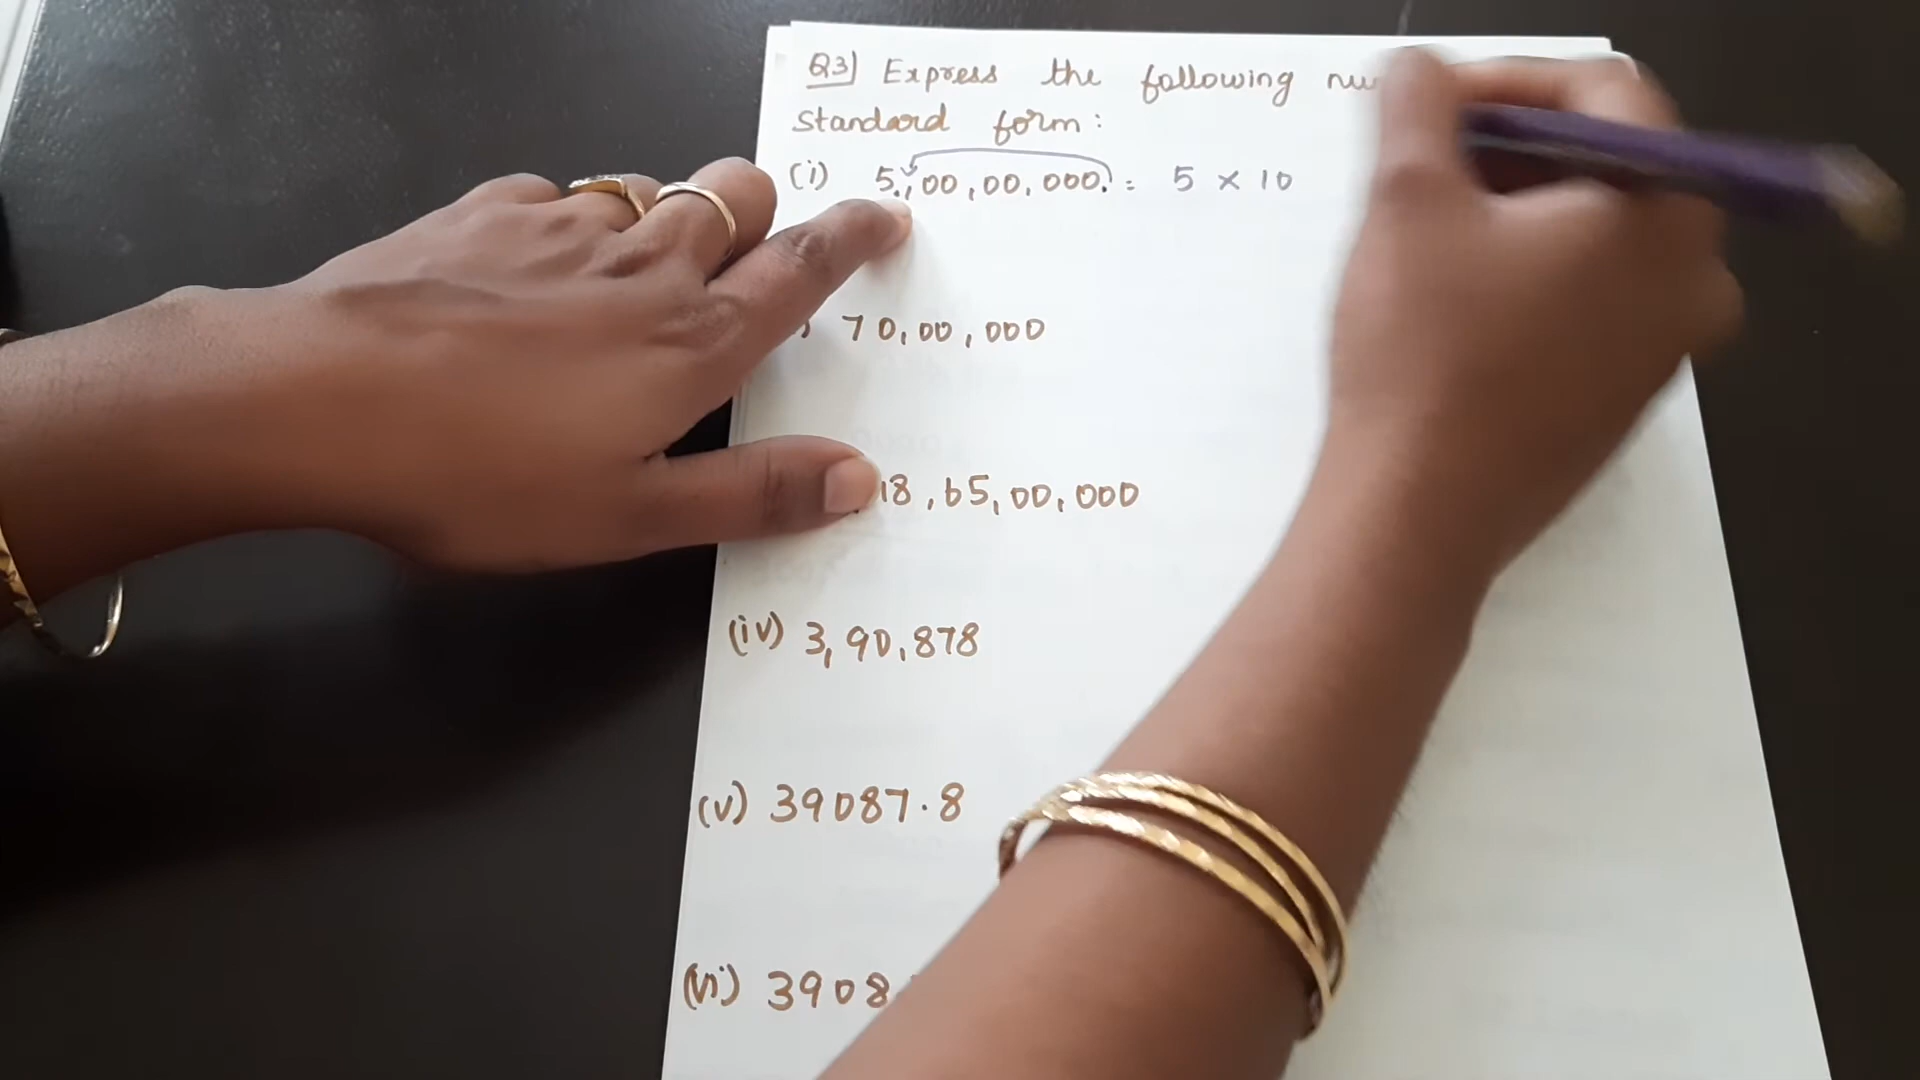 Q3) Express the following
Standard form:
(i) 5.,00,00,000. = 5 × 10
70,00,000
18,65,00,000
(iv) 3,90,878
(v) 39087.8
(vi) 3908